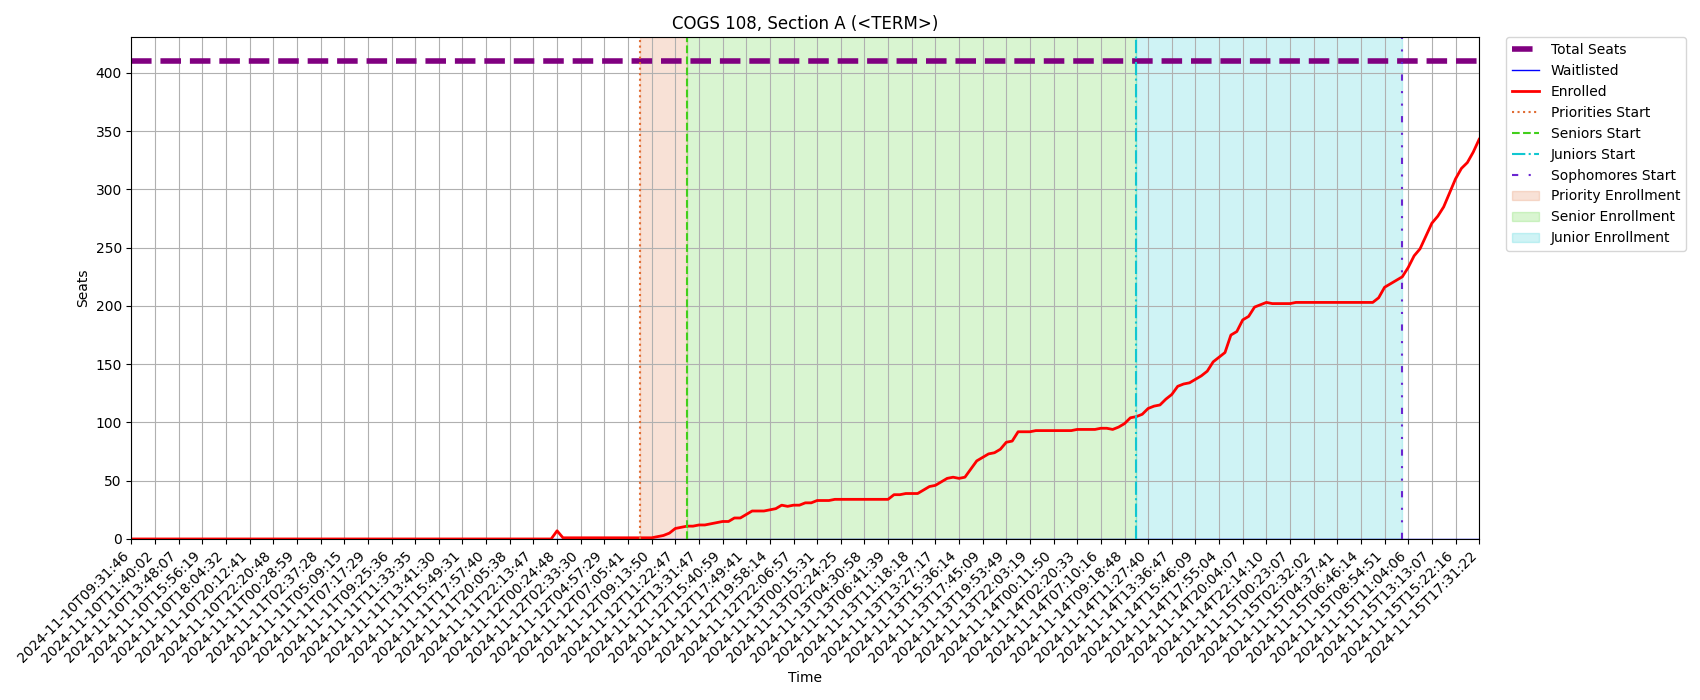 COGS 108, Section A (<TERM>)
Seats
400
350
300
250
200
150
100
50
0
2024-11-10T09:31:46
2024-11-10T11:40:02
2024-11-10T13:48:07
2024-11-10T15:56:19
2024-11-10T18:04:32
2024-11-10T20:12:41
2024-11-10T22:20:48
2024-11-11T00:28:59
2024-11-11T02:37:28
2024-11-11T05:09:15
2024-11-11T07:17:29
2024-11-11T09:25:36
2024-11-11T11:33:35
2024-11-11T13:41:30
2024-11-11T15:49:31
2024-11-11T17:57:40
2024-11-11T20:05:38
2024-11-11T22:13:47
2024-11-12T00:24:48
2024-11-12T02:33:30
2024-11-12T04:57:29
2024-11-12T07:05:41
2024-11-12T09:13:50
2024-11-12T11:22:47
2024-11-12T13:31:47
2024-11-12T15:40:59
2024-11-12T17:49:41
2024-11-12T19:58:14
2024-11-12T22:06:57
2024-11-13T00:15:31
2024-11-13T02:24:25
2024-11-13T04:30:58
2024-11-13T06:41:39
2024-11-13T11:18:18
2024-11-13T13:27:17
2024-11-13T15:36:14
2024-11-13T17:45:09
2024-11-13T19:53:49
2024-11-13T22:03:19
2024-11-14T00:11:50
2024-11-14T02:20:33
2024-11-14T07:10:16
2024-11-14T09:18:48
2024-11-14T11:27:40
2024-11-14T13:36:47
2024-11-14T15:46:09
2024-11-14T17:55:04
2024-11-14T20:04:07
2024-11-14T22:14:10
2024-11-15T00:23:07
2024-11-15T02:32:02
2024-11-15T04:37:41
2024-11-15T06:46:14
2024-11-15T08:54:51
2024-11-15T11:04:06
2024-11-15T13:13:07
2024-11-15T15:22:16
2024-11-15T17:31:22
Time
Total Seats
Waitlisted
Enrolled
Priorities Start
Seniors Start
Juniors Start
Sophomores Start
Priority Enrollment
Senior Enrollment
Junior Enrollment